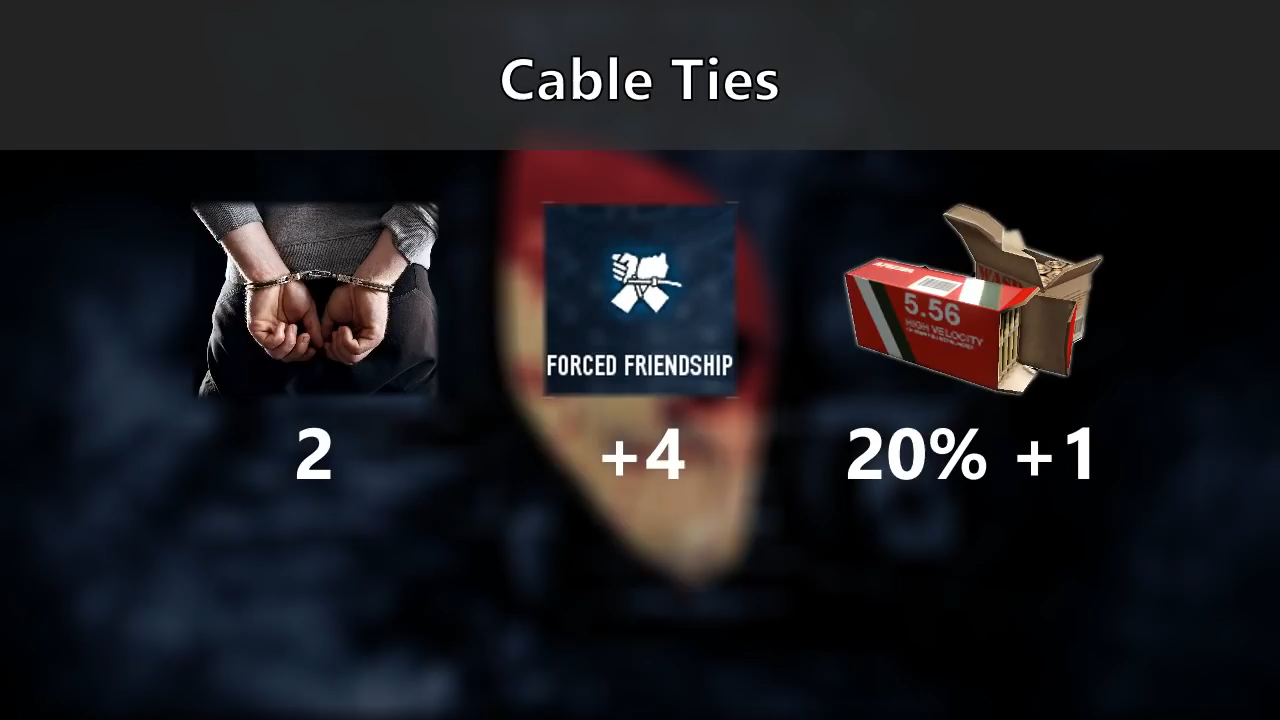 Cable Ties
FORCED FRIENDSHIP
5.56
HIGH VELOCITY
2
+4
20% +1